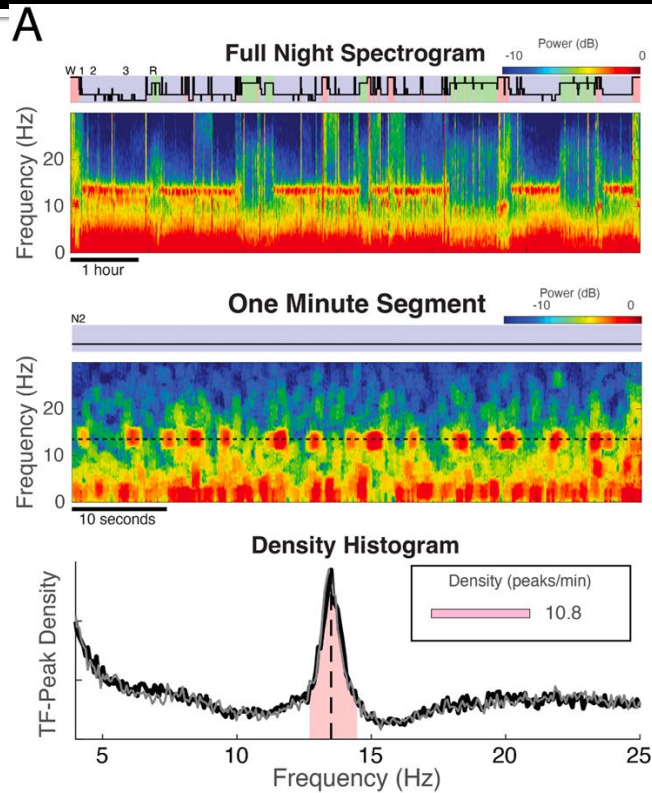 A
Full Night Spectrogram
Power (dB)
-10 0
W 1 2 3 R
Frequency (Hz)
20
10
0
1 hour
One Minute Segment
Power (dB)
-10 0
N2
Frequency (Hz)
20
10
0
10 seconds
Density Histogram
TF-Peak Density
Density (peaks/min)
10.8
5 10 15 20 25
Frequency (Hz)